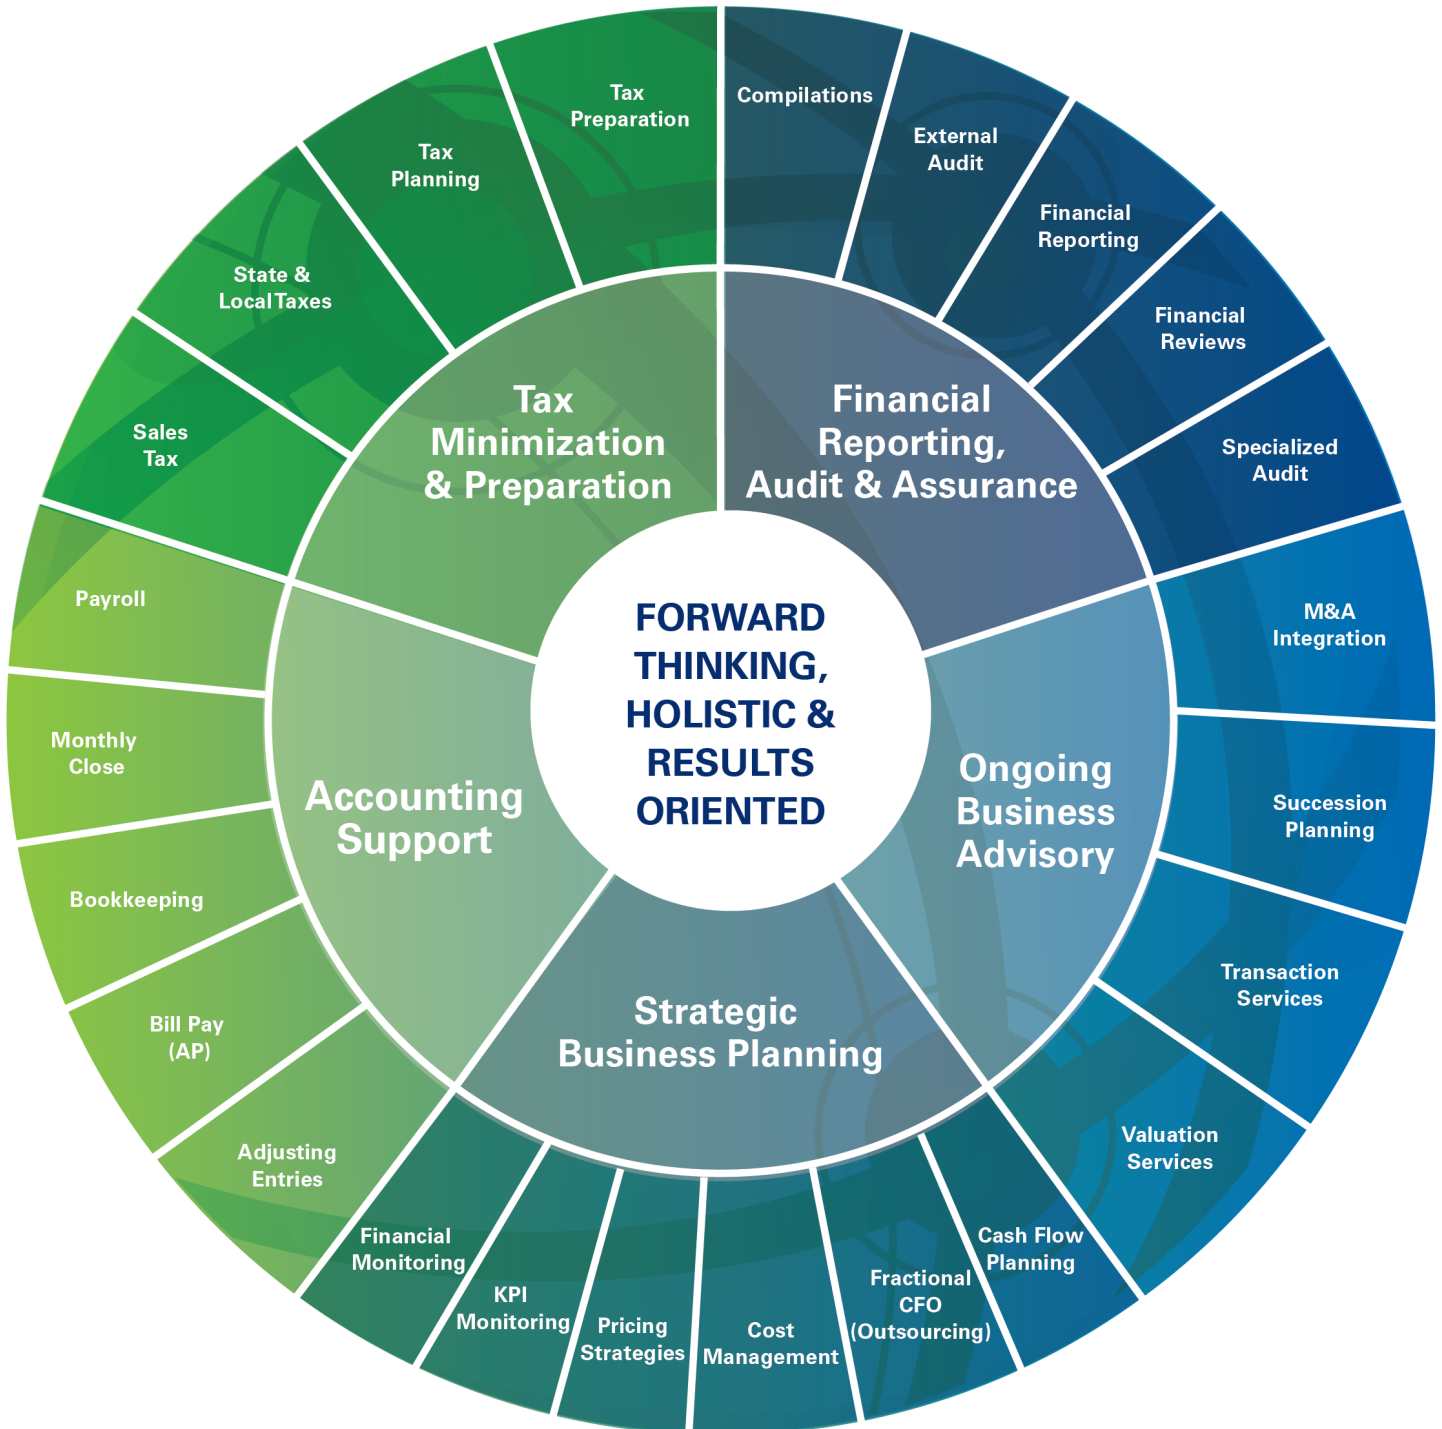 FORWARD
THINKING,
HOLISTIC &
RESULTS
ORIENTED
Financial
Reporting,
Audit & Assurance
Compilations
External
Audit
Financial
Reporting
Financial
Reviews
Specialized
Audit
Ongoing
Business
Advisory
M&A
Integration
Succession
Planning
Transaction
Services
Valuation
Services
Strategic
Business Planning
Cash Flow
Planning
Fractional
CFO
(Outsourcing)
Cost
Management
Pricing
Strategies
KPI
Monitoring
Financial
Monitoring
Accounting
Support
Adjusting
Entries
Bill Pay
(AP)
Bookkeeping
Monthly
Close
Payroll
Tax
Minimization
& Preparation
Sales
Tax
State &
Local Taxes
Tax
Planning
Tax
Preparation